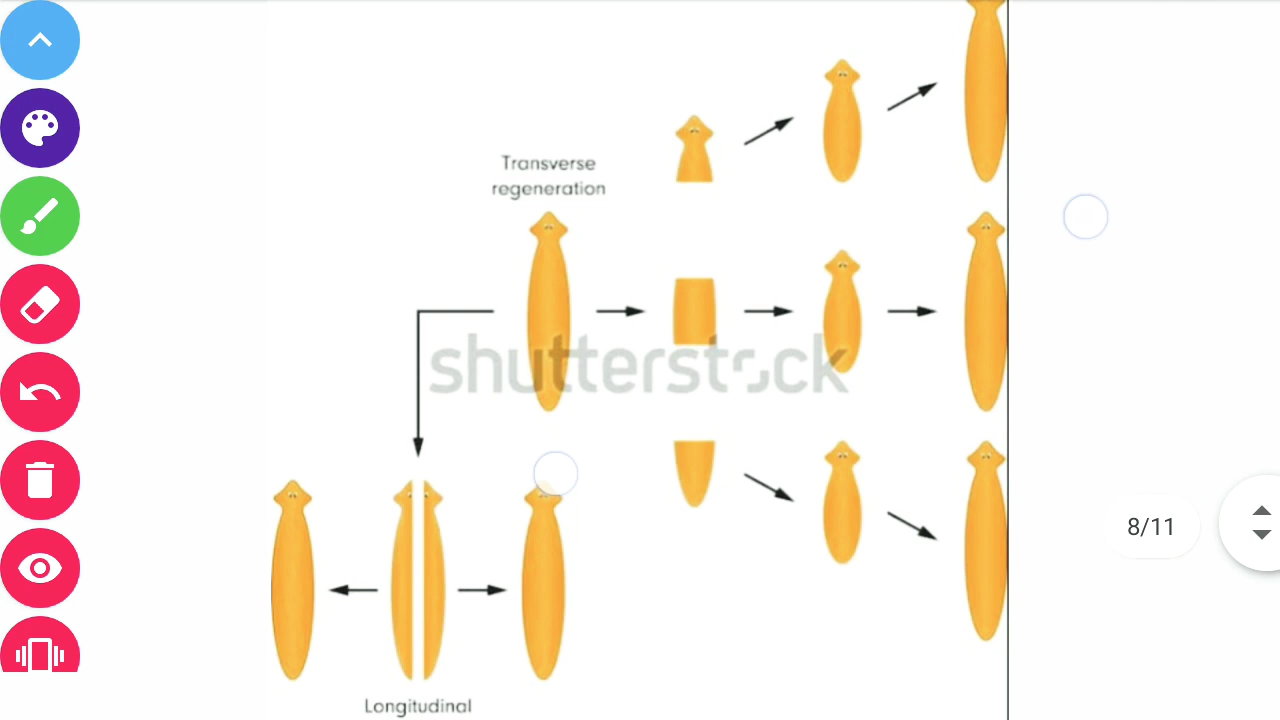 Transverse
regeneration
shutterstock
8/11
Longitudinal